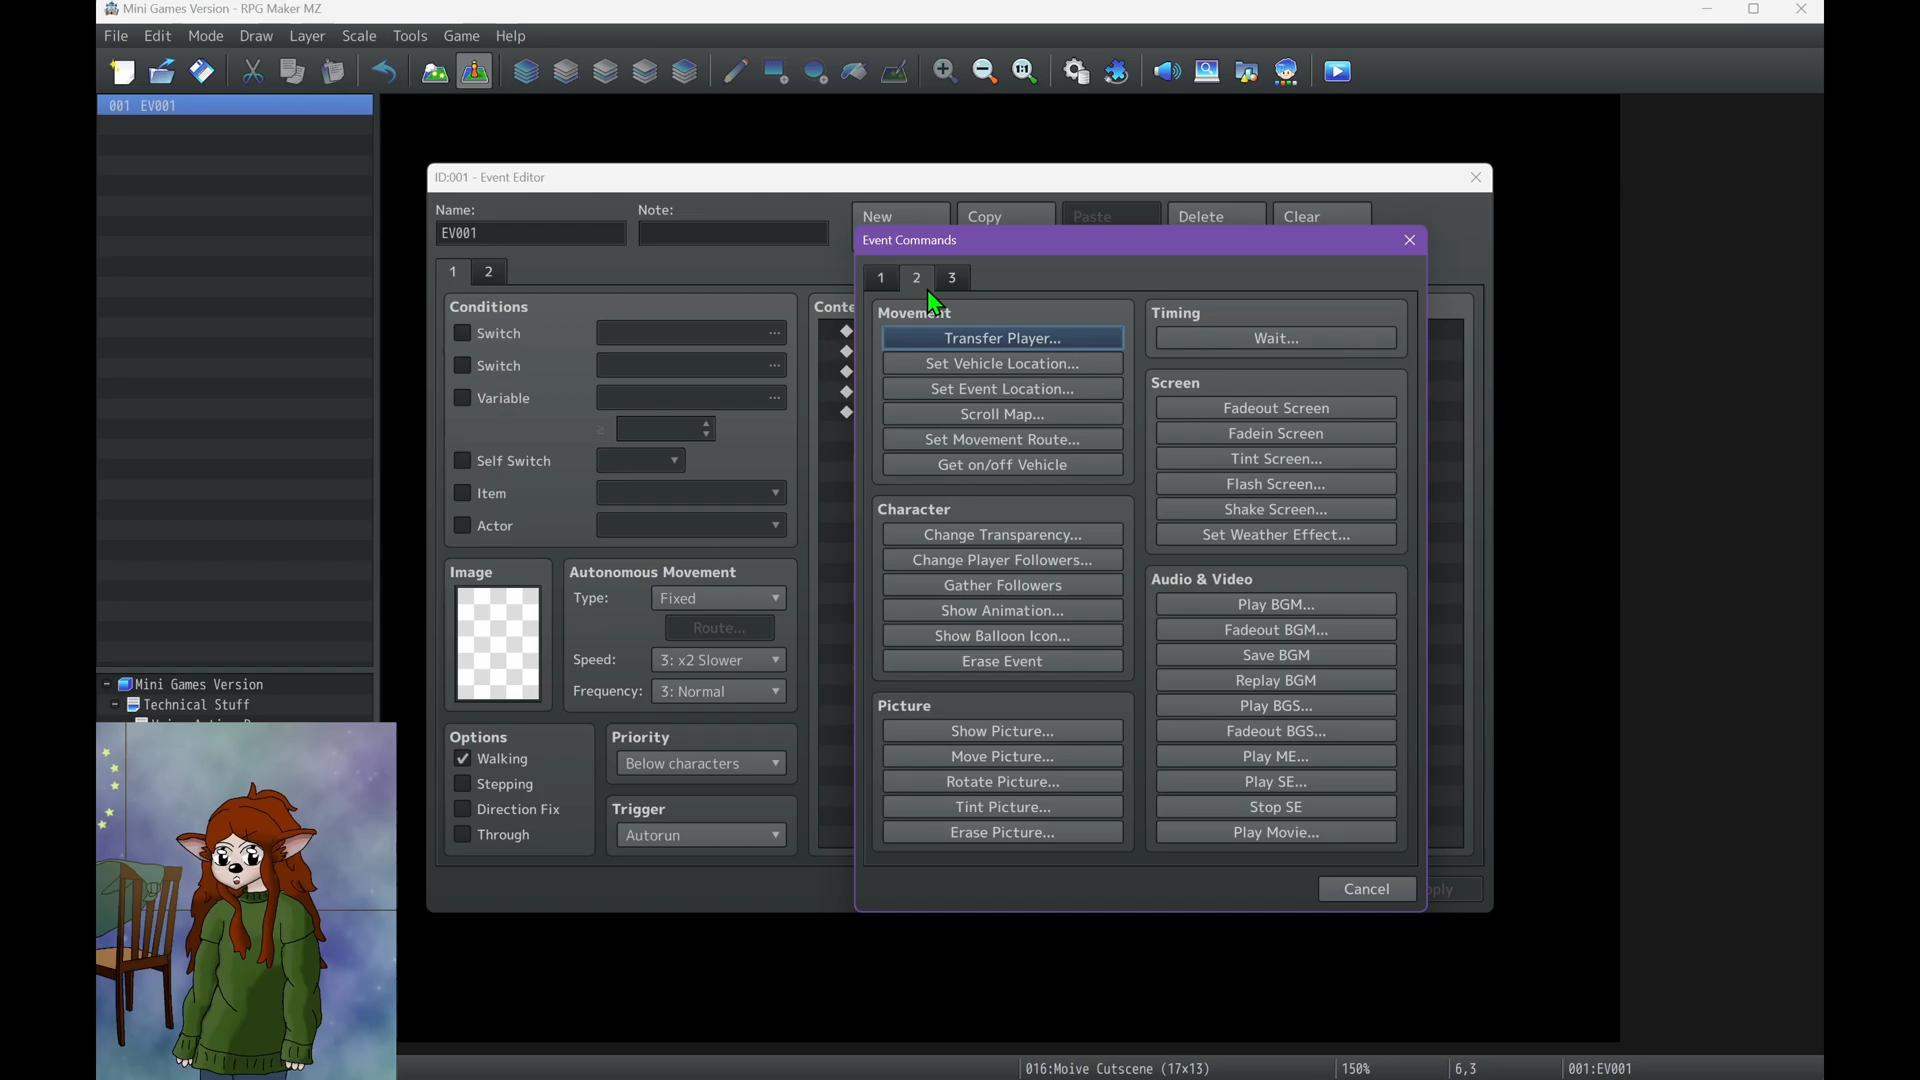 Mini Games Version - RPG Maker MZ
File Edit Mode Draw Layer Scale Tools Game Help
1:1
001 EV001
ID:001 - Event Editor
Name:
Note:
EV001
New
Copy
Paste
Delete
Clear
Event Commands
1 2
1 2 3
Conditions
Switch ...
Switch ...
Variable ...
≥
Self Switch
Item
Actor
Conte
Movement
Transfer Player...
Set Vehicle Location...
Set Event Location...
Scroll Map...
Set Movement Route...
Get on/off Vehicle
Character
Change Transparency...
Change Player Followers...
Gather Followers
Show Animation...
Show Balloon Icon...
Erase Event
Picture
Show Picture...
Move Picture...
Rotate Picture...
Tint Picture...
Erase Picture...
Timing
Wait...
Screen
Fadeout Screen
Fadein Screen
Tint Screen...
Flash Screen...
Shake Screen...
Set Weather Effect...
Audio & Video
Play BGM...
Fadeout BGM...
Save BGM
Replay BGM
Play BGS...
Fadeout BGS...
Play ME...
Play SE...
Stop SE
Play Movie...
Cancel
pply
Image
Autonomous Movement
Type: Fixed
Route...
Speed: 3: x2 Slower
Frequency: 3: Normal
Options
Walking
Stepping
Direction Fix
Through
Priority
Below characters
Trigger
Autorun
Mini Games Version
Technical Stuff
016:Moive Cutscene (17x13)
150%
6,3
001:EV001